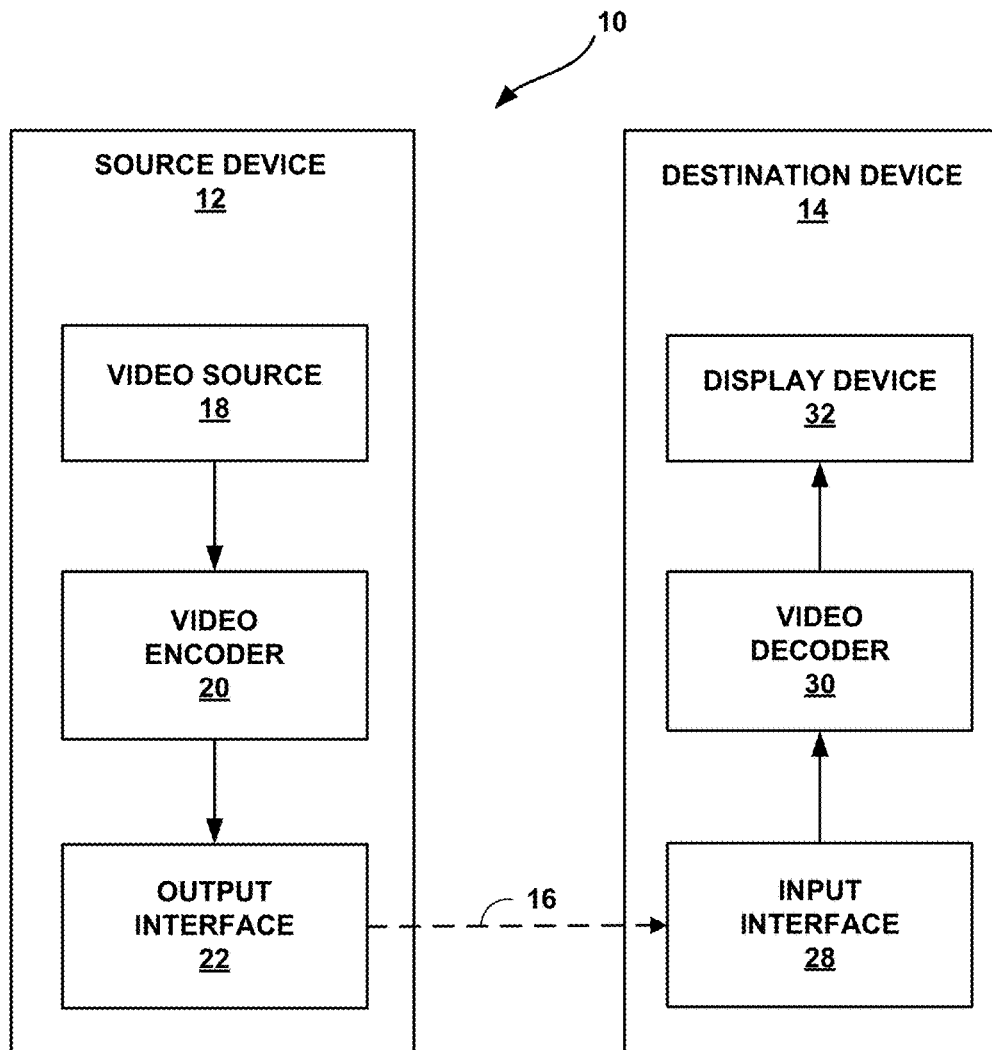 10
SOURCE DEVICE
12
VIDEO SOURCE
18
VIDEO
ENCODER
20
OUTPUT
INTERFACE
22
16
DESTINATION DEVICE
14
DISPLAY DEVICE
32
VIDEO
DECODER
30
INPUT
INTERFACE
28